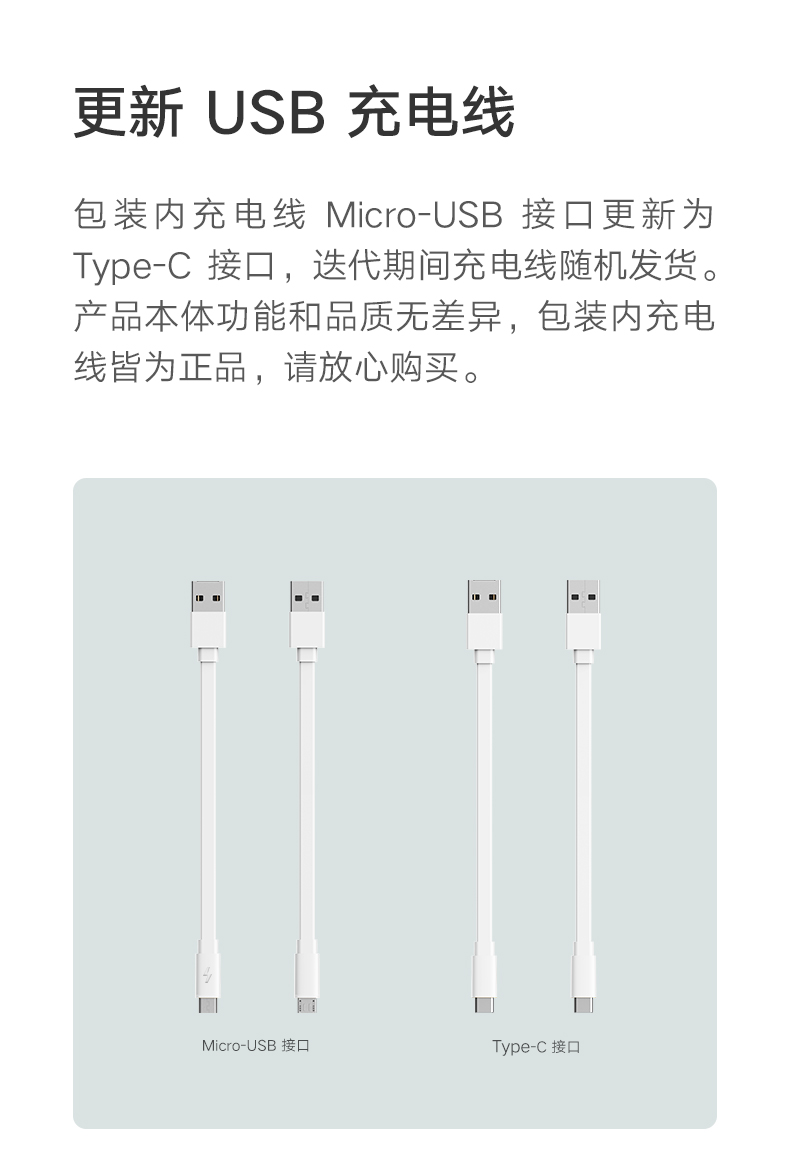 更新 USB 充电线
包装内充电线 Micro-USB 接口更新为
Type-C 接口，迭代期间充电线随机发货。
产品本体功能和品质无差异，包装内充电
线皆为正品，请放心购买。
Micro-USB 接口
Type-C 接口